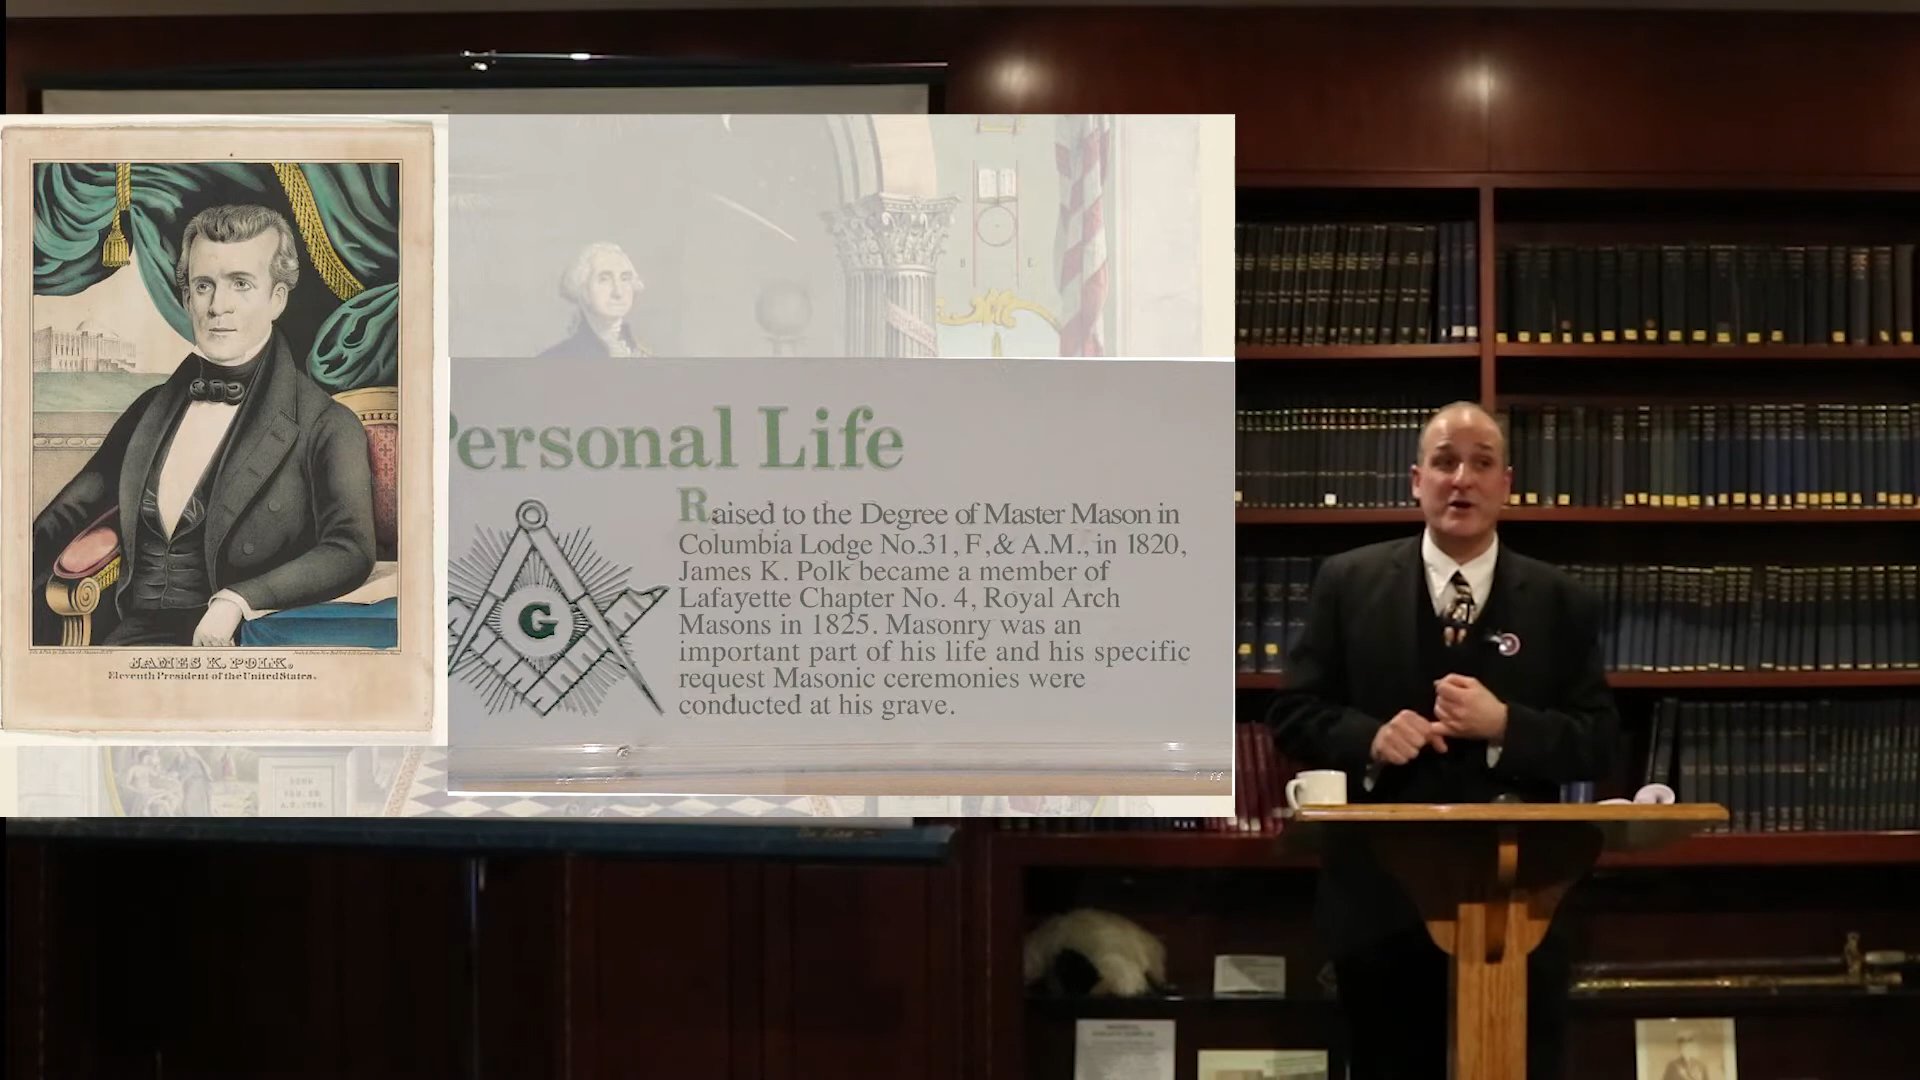 JAMES K. POLK.
Eleventh President of the United States.
Personal Life
Raised to the Degree of Master Mason in
Columbia Lodge No.31, F,& A.M., in 1820,
James K. Polk became a member of
Lafayette Chapter No. 4, Royal Arch
Masons in 1825. Masonry was an
important part of his life and his specific
request Masonic ceremonies were
conducted at his grave.
G